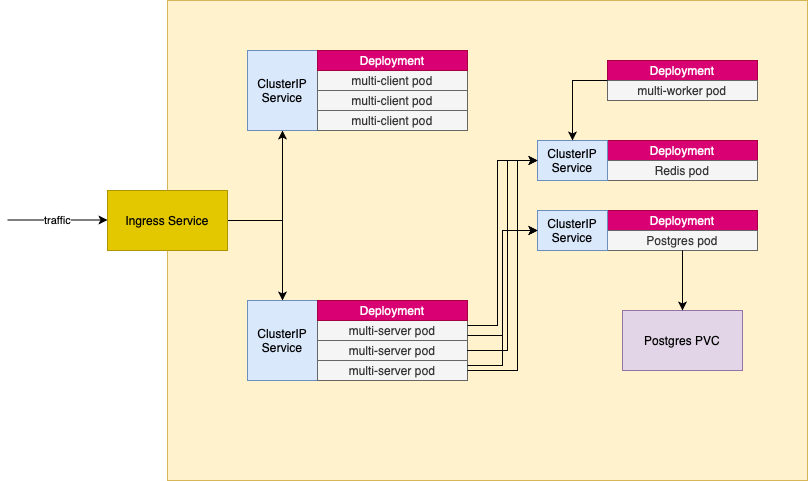 traffic
Ingress Service
ClusterIP
Service
Deployment
multi-client pod
multi-client pod
multi-client pod
ClusterIP
Service
Deployment
multi-server pod
multi-server pod
multi-server pod
Deployment
multi-worker pod
ClusterIP
Service
Deployment
Redis pod
ClusterIP
Service
Deployment
Postgres pod
Postgres PVC